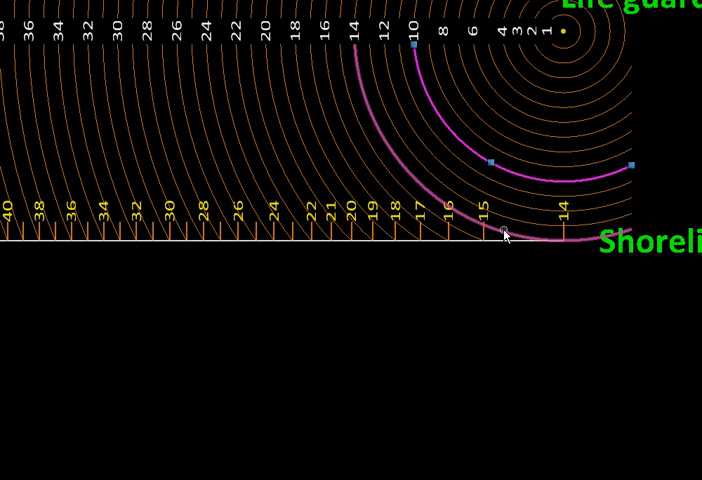 Life guard
38 36 34 32 30 28 26 24 22 20 18 16 14 12 10 8 6 4 3 2 1
40 38 36 34 32 30 28 26 24 22 21 20 19 18 17 16 15 14
Shoreli